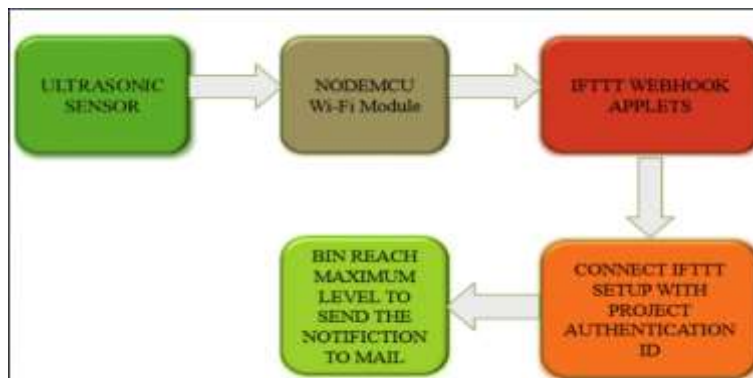 ULTRASONIC
SENSOR
NODEMCU
Wi-Fi Module
IFTTT WEBHOOK
APPLETS
CONNECT IFTTT
SETUP WITH
PROJECT
AUTHENTICATION
ID
BIN REACH
MAXIMUM
LEVEL TO
SEND THE
NOTIFICTION
TO MAIL